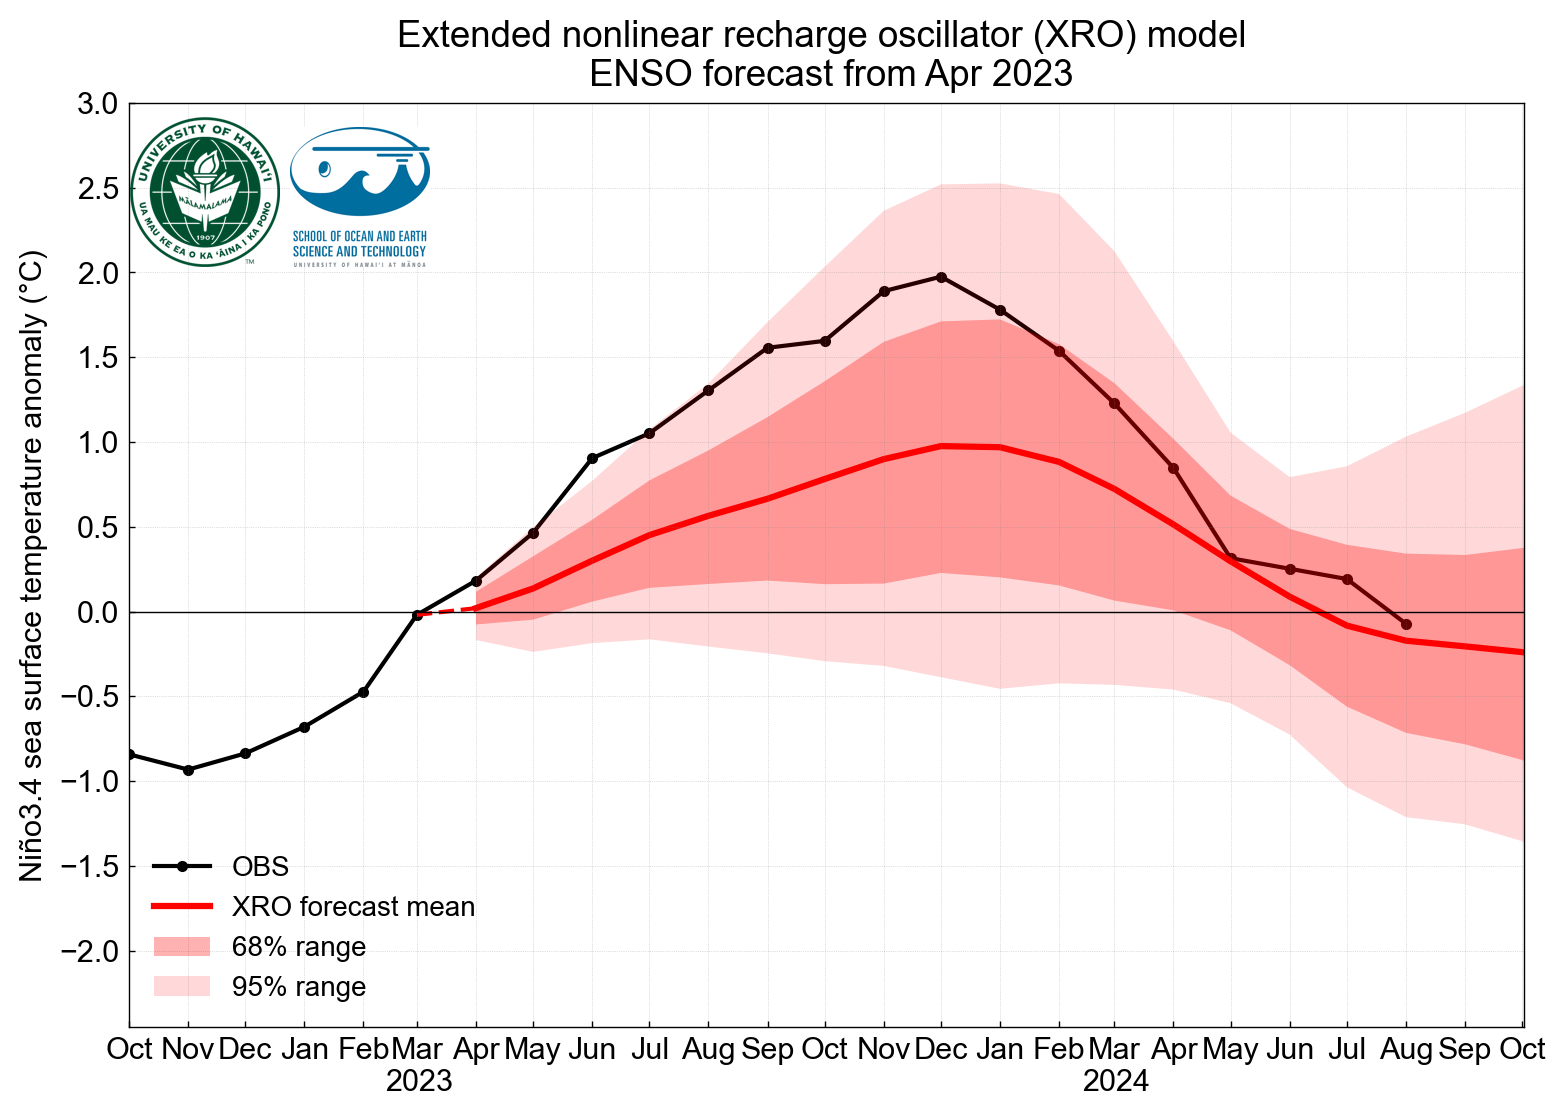 Extended nonlinear recharge oscillator (XRO) model
ENSO forecast from Apr 2023
Niño3.4 sea surface temperature anomaly (°C)
3.0
2.5
2.0
1.5
1.0
0.5
0.0
−0.5
−1.0
−1.5
−2.0
UNIVERSITY OF HAWAI‘I
MĀLAMALAMA
1907
UA MAU KE EA O KA ‘ĀINA I KA PONO
TM
SCHOOL OF OCEAN AND EARTH
SCIENCE AND TECHNOLOGY
UNIVERSITY OF HAWAI‘I AT MĀNOA
OBS
XRO forecast mean
68% range
95% range
Oct Nov Dec Jan Feb Mar Apr May Jun Jul Aug Sep Oct Nov Dec Jan Feb Mar Apr May Jun Jul Aug Sep Oct
2023 2024